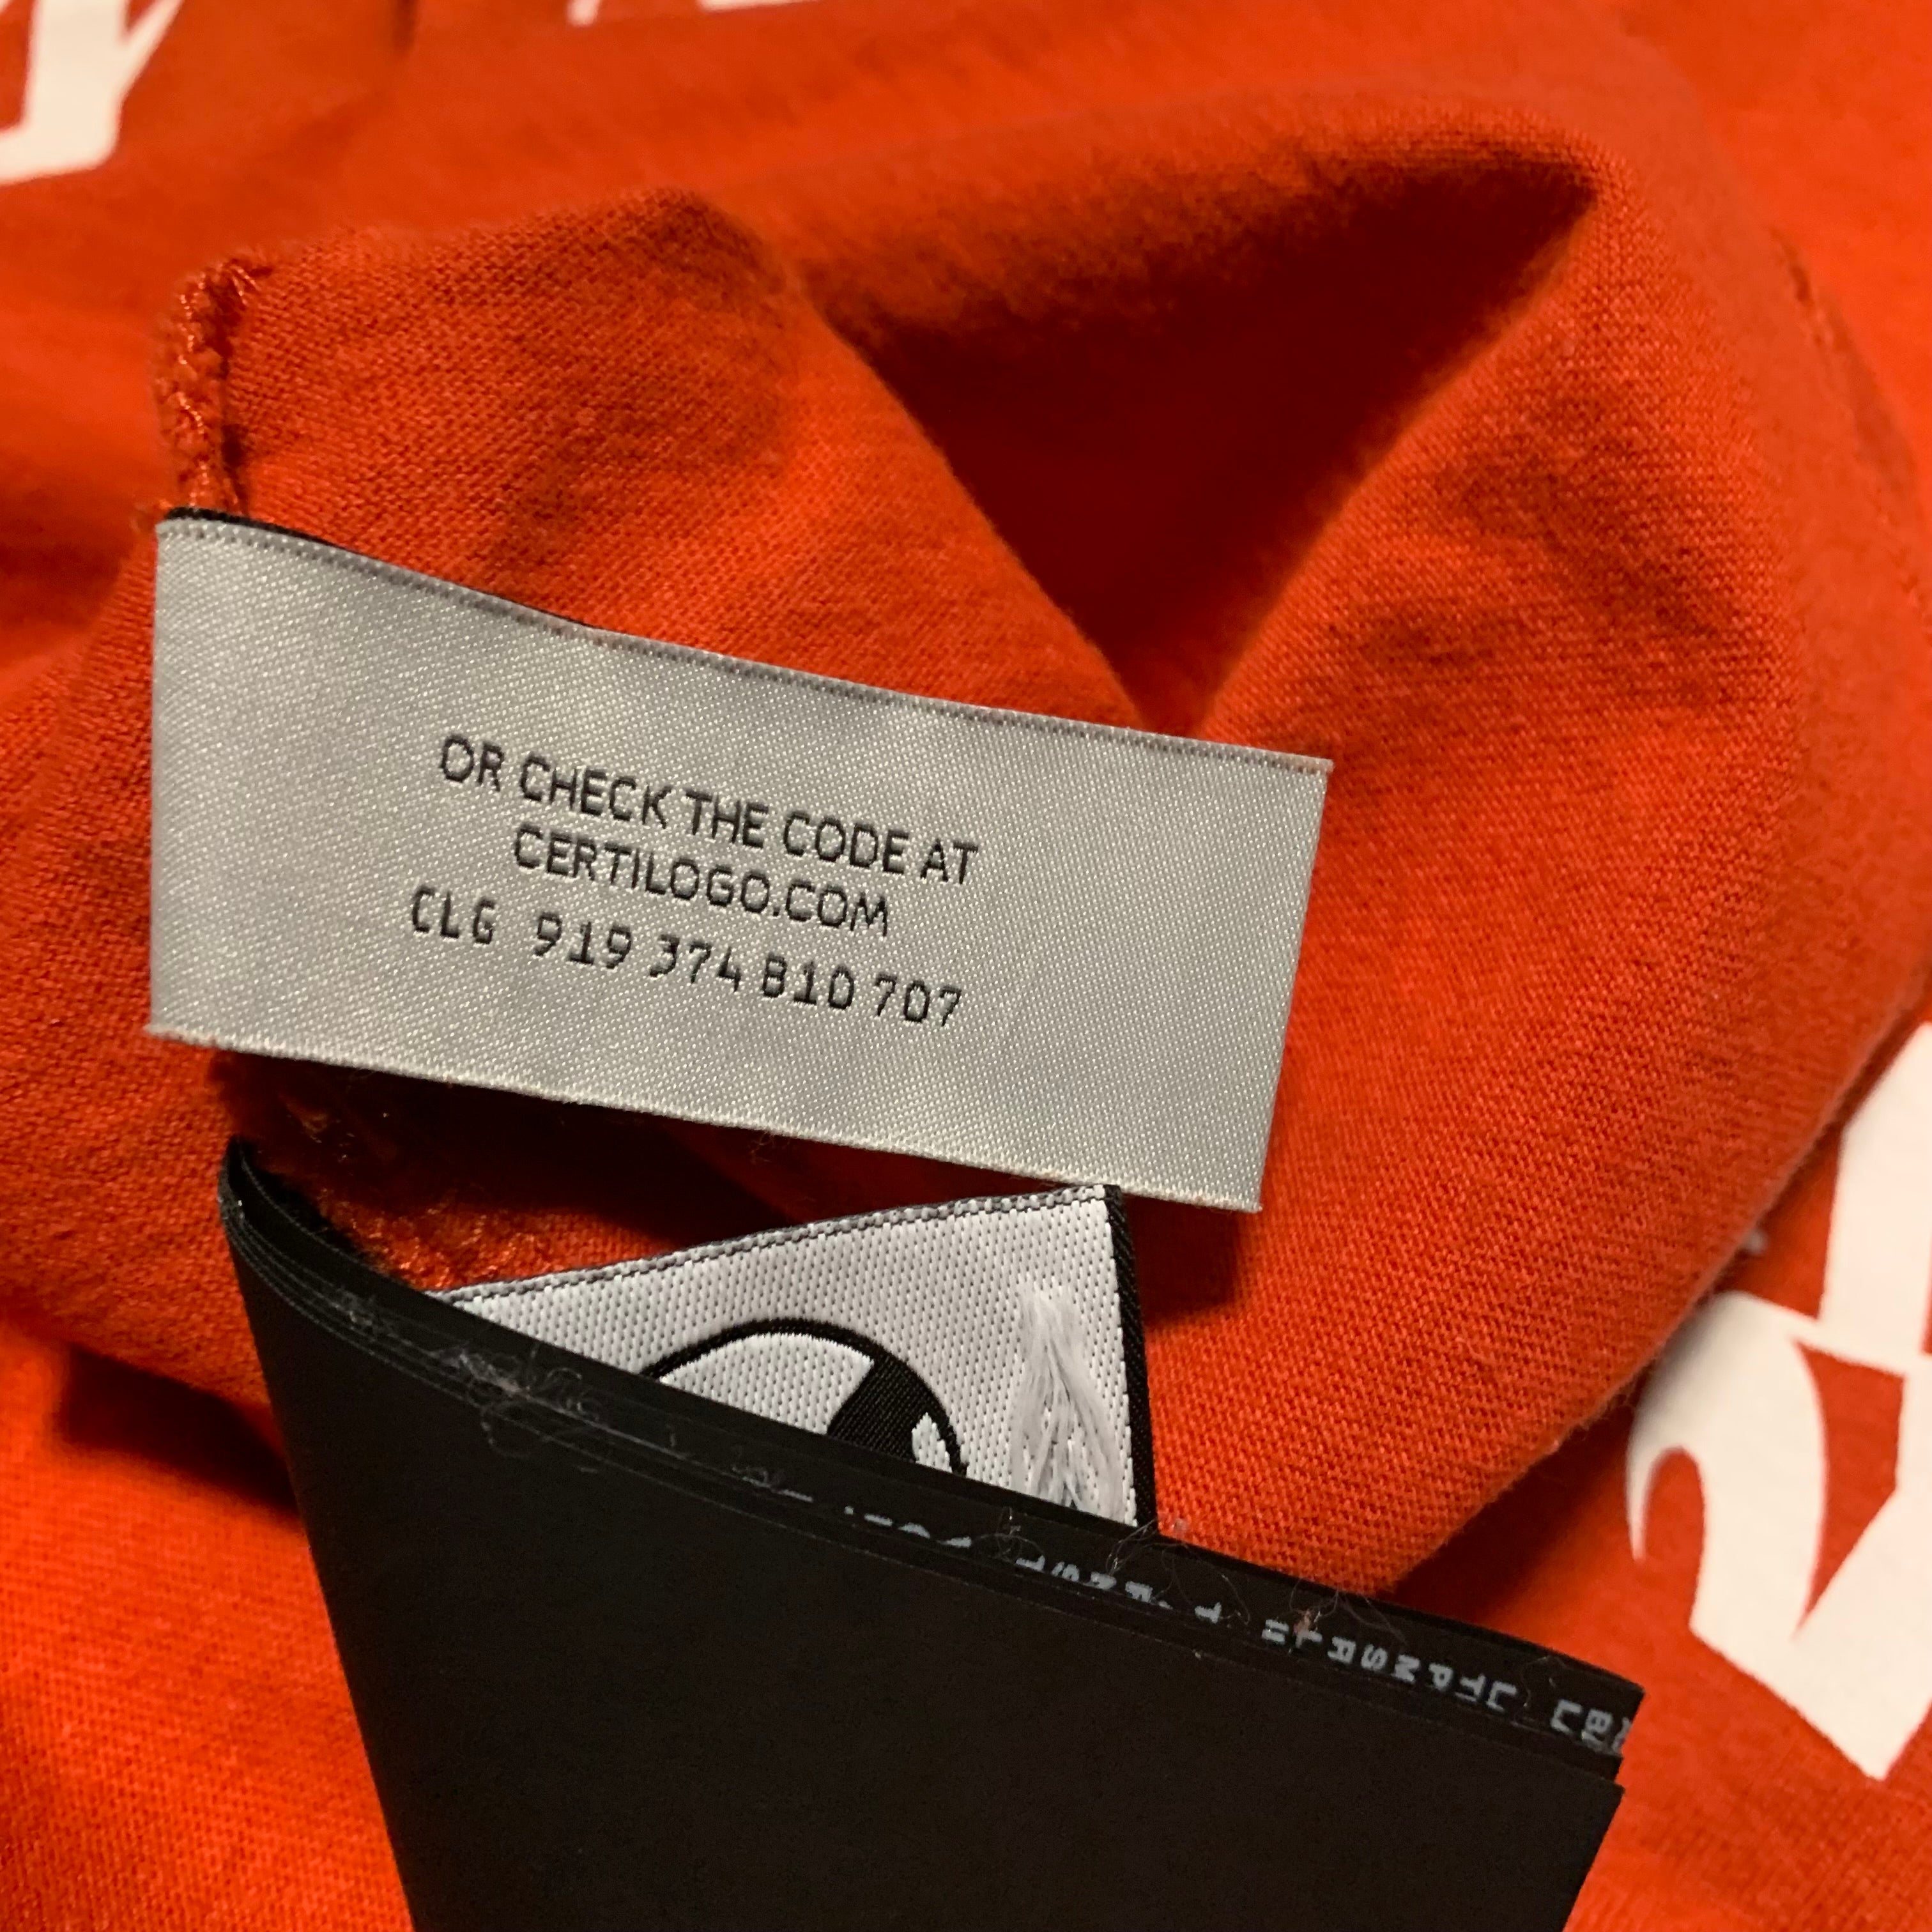 OR CHECK THE CODE AT
CERTILOGO.COM
CLG 919 374 810 707